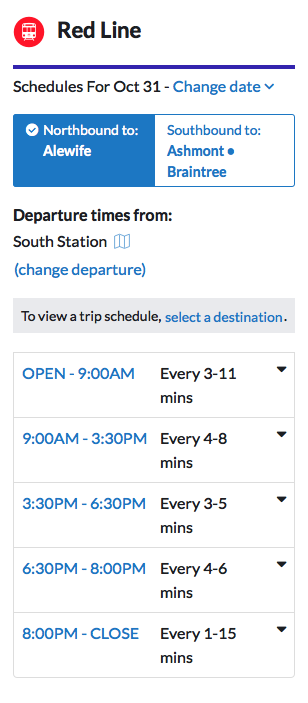 Red Line
Schedules For Oct 31 - Change date
Northbound to:
Alewife
Southbound to:
Ashmont •
Braintree
Departure times from:
South Station
(change departure)
To view a trip schedule, select a destination.
OPEN - 9:00AM Every 3-11
mins
9:00AM - 3:30PM Every 4-8
mins
3:30PM - 6:30PM Every 3-5
mins
6:30PM - 8:00PM Every 4-6
mins
8:00PM - CLOSE Every 1-15
mins